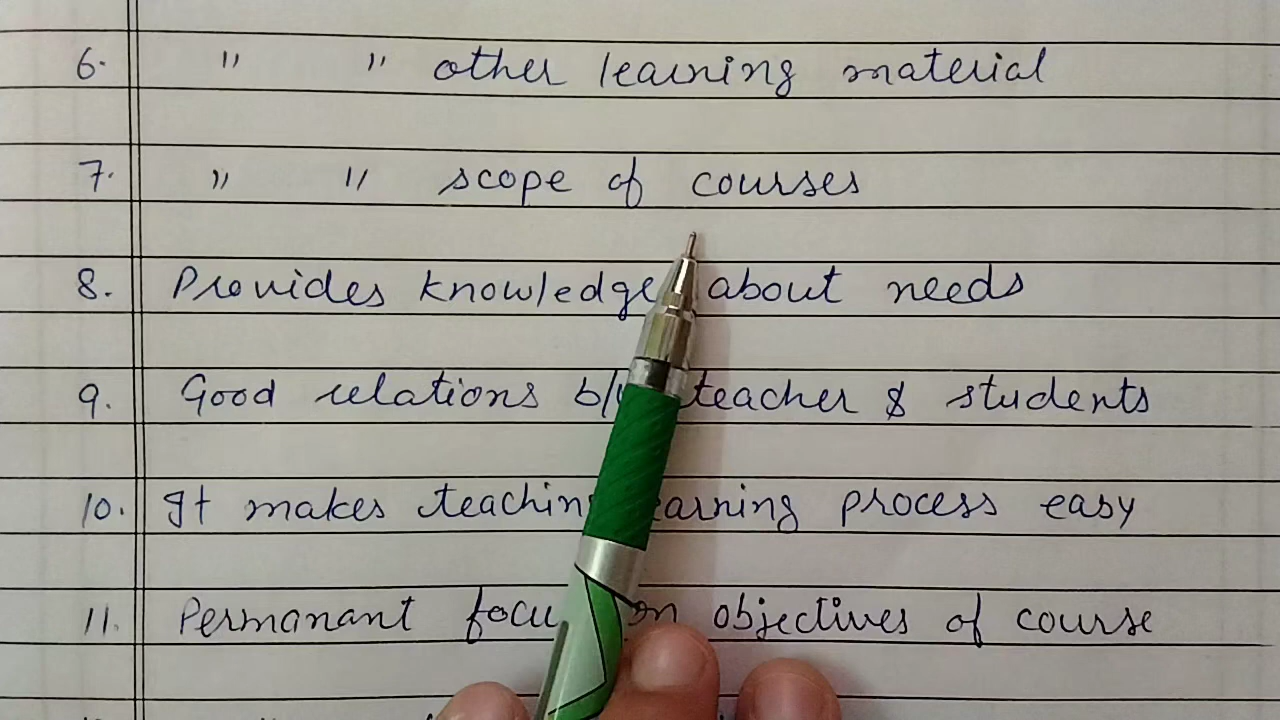 6. " " other learning material
7. " " scope of courses
8. Provides knowledge about needs
9. Good relations teacher & students
10. It makes teaching learning process easy
11. Permanant focus on objectives of course